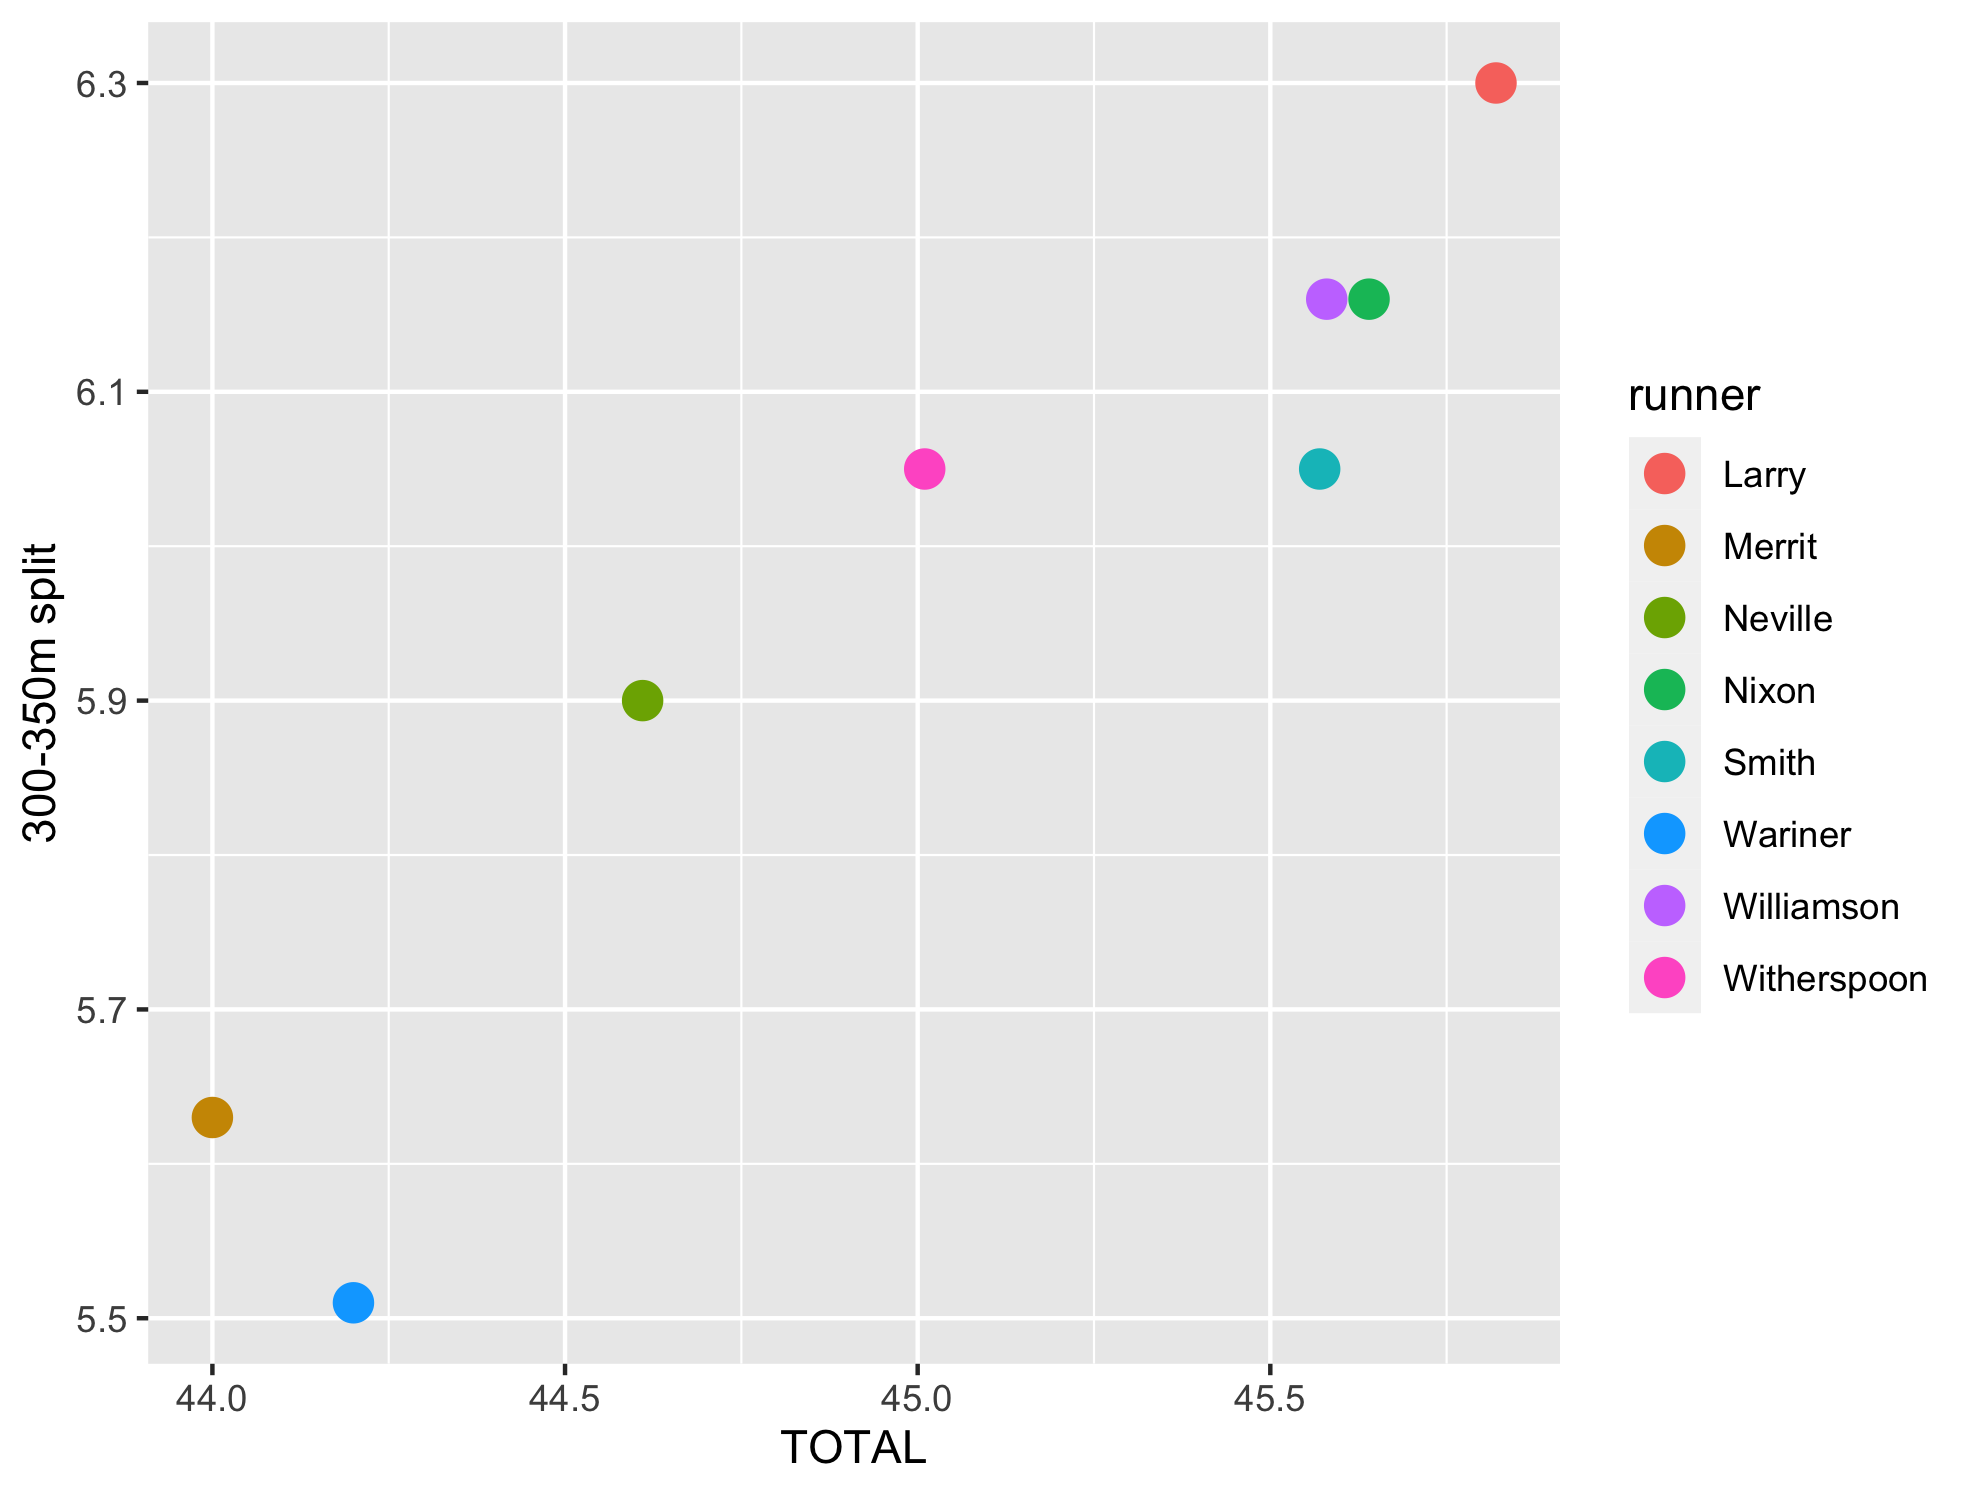 6.3
6.1
5.9
5.7
5.5
300-350m split
44.0
44.5
45.0
45.5
TOTAL
runner
Larry
Merrit
Neville
Nixon
Smith
Wariner
Williamson
Witherspoon